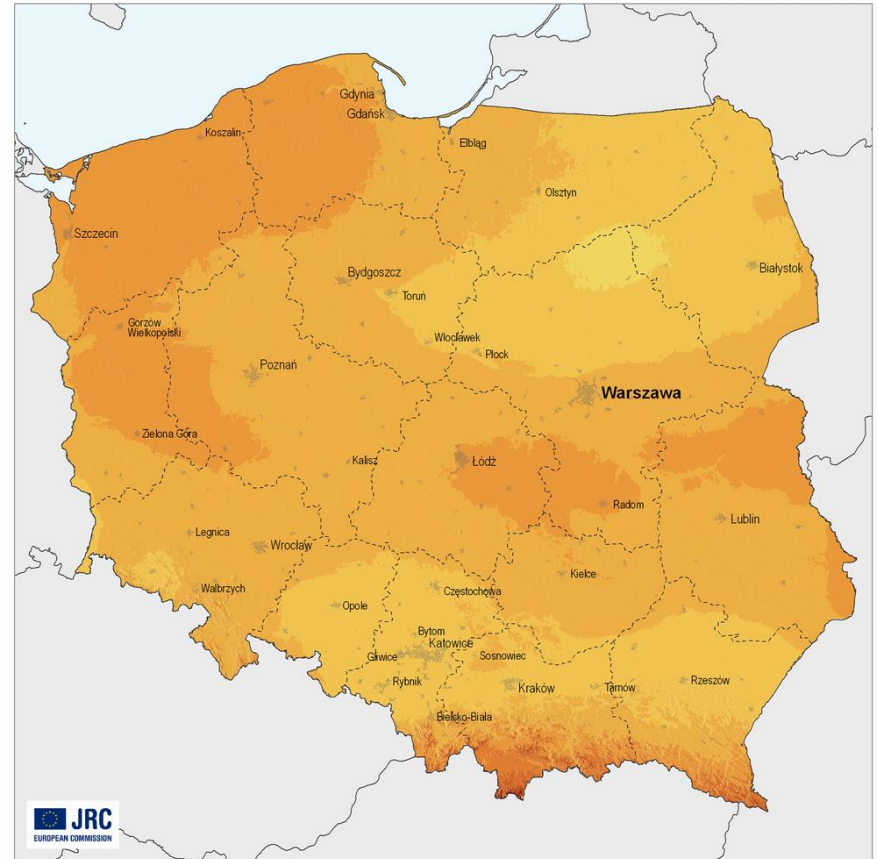 Gdynia
Gdańsk
Koszalin
Elbląg
Olsztyn
Szczecin
Białystok
Bydgoszcz
Toruń
Gorzów
Wielkopolski
Włocławek
Płock
Poznań
Warszawa
Zielona Góra
Kalisz
Łódź
Radom
Lublin
Legnica
Wrocław
Kielce
Walbrzych
Opole
Częstochowa
Bytom
Katowice
Gliwice
Sosnowiec
Rybnik
Kraków
Tarnów
Rzeszów
Bielsko-Biala
JRC
EUROPEAN COMMISSION